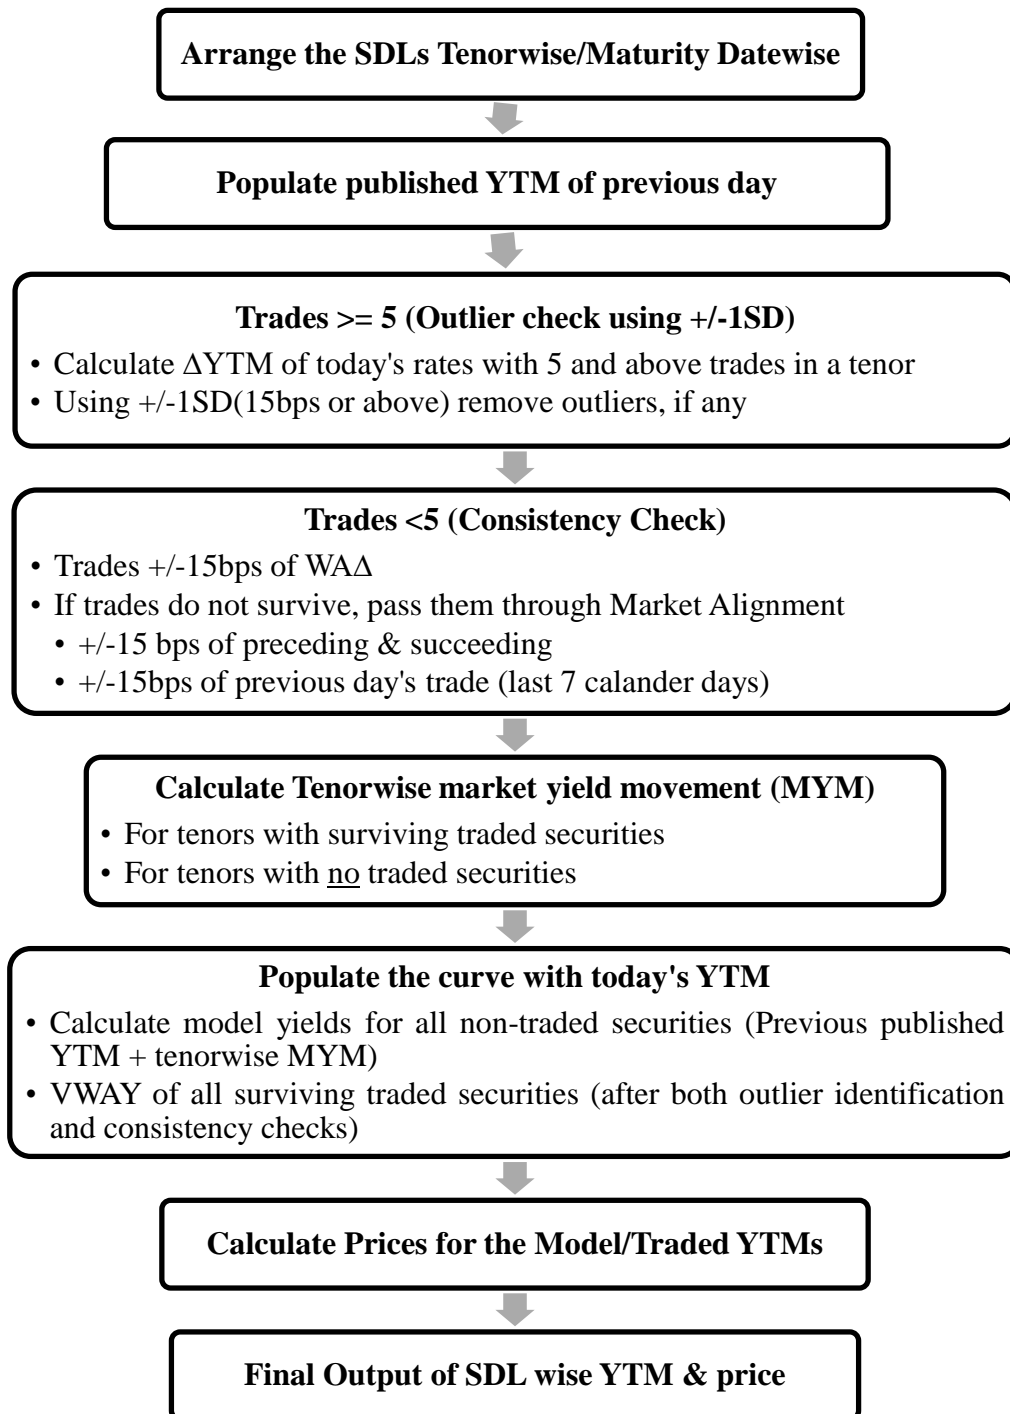 Arrange the SDLs Tenorwise/Maturity Datewise
Populate published YTM of previous day
Trades >= 5 (Outlier check using +/-1SD)
• Calculate ΔYTM of today's rates with 5 and above trades in a tenor
• Using +/-1SD(15bps or above) remove outliers, if any
Trades <5 (Consistency Check)
• Trades +/-15bps of WAΔ
• If trades do not survive, pass them through Market Alignment
• +/-15 bps of preceding & succeeding
• +/-15bps of previous day's trade (last 7 calander days)
Calculate Tenorwise market yield movement (MYM)
• For tenors with surviving traded securities
• For tenors with no traded securities
Populate the curve with today's YTM
• Calculate model yields for all non-traded securities (Previous published
YTM + tenorwise MYM)
• VWAY of all surviving traded securities (after both outlier identification
and consistency checks)
Calculate Prices for the Model/Traded YTMs
Final Output of SDL wise YTM & price